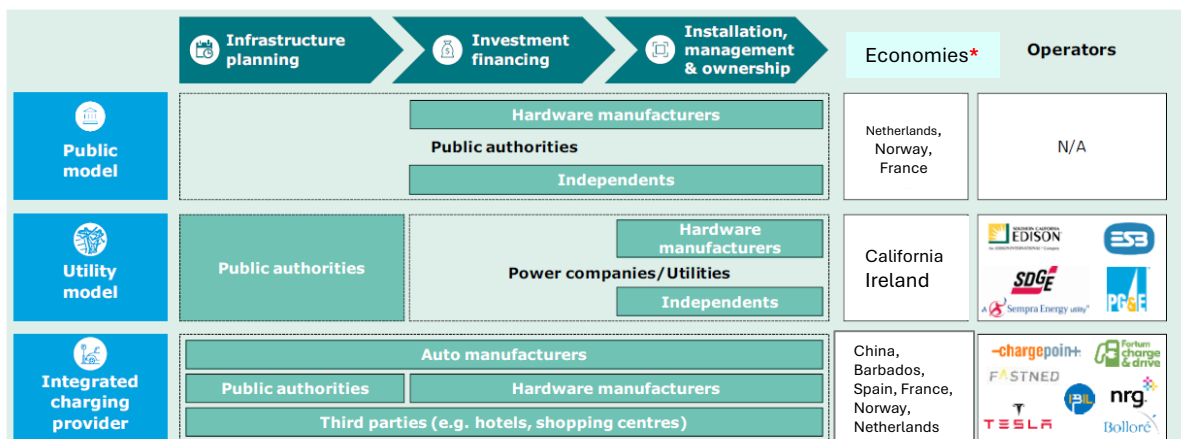 Infrastructure
planning
Investment
financing
Installation,
management
& ownership
Economies*
Operators
Public
model
Hardware manufacturers
Public authorities
Independents
Netherlands,
Norway,
France
N/A
Utility
model
Public authorities
Hardware
manufacturers
Power companies/Utilities
Independents
California
Ireland
EDISON
ESB
SDGE
A Sempra Energy utility
PG&E
Integrated
charging
provider
Auto manufacturers
Public authorities
Hardware manufacturers
Third parties (e.g. hotels, shopping centres)
China,
Barbados,
Spain, France,
Norway,
Netherlands
-chargepoin+.
Fortum
charge
& drive
FASTNED
IBIL
nrg
TESLA
Bolloré